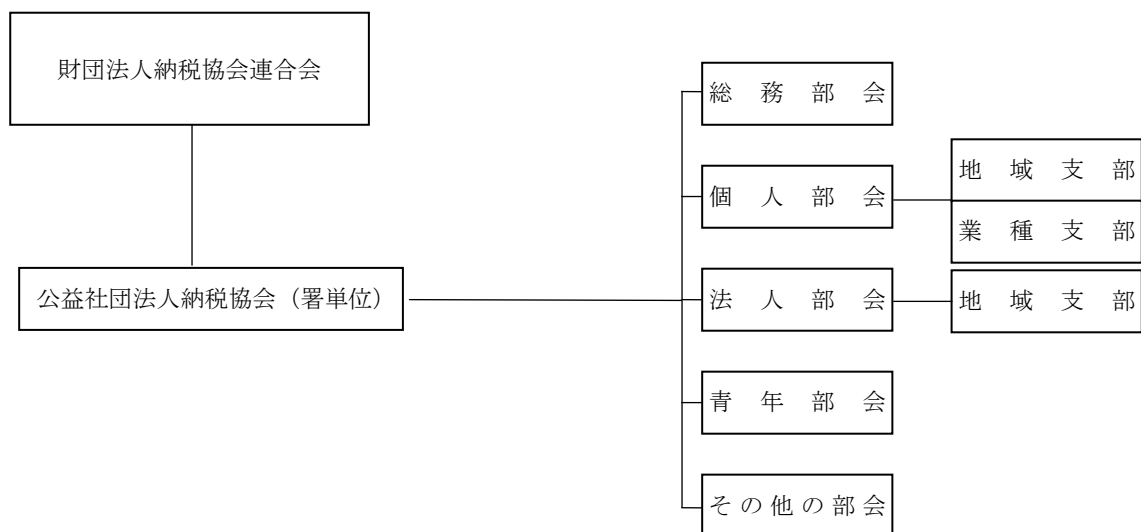 財団法人納税協会連合会
公益社団法人納税協会（署単位）
総務部会
個人部会
地域支部
業種支部
法人部会
地域支部
青年部会
その他の部会